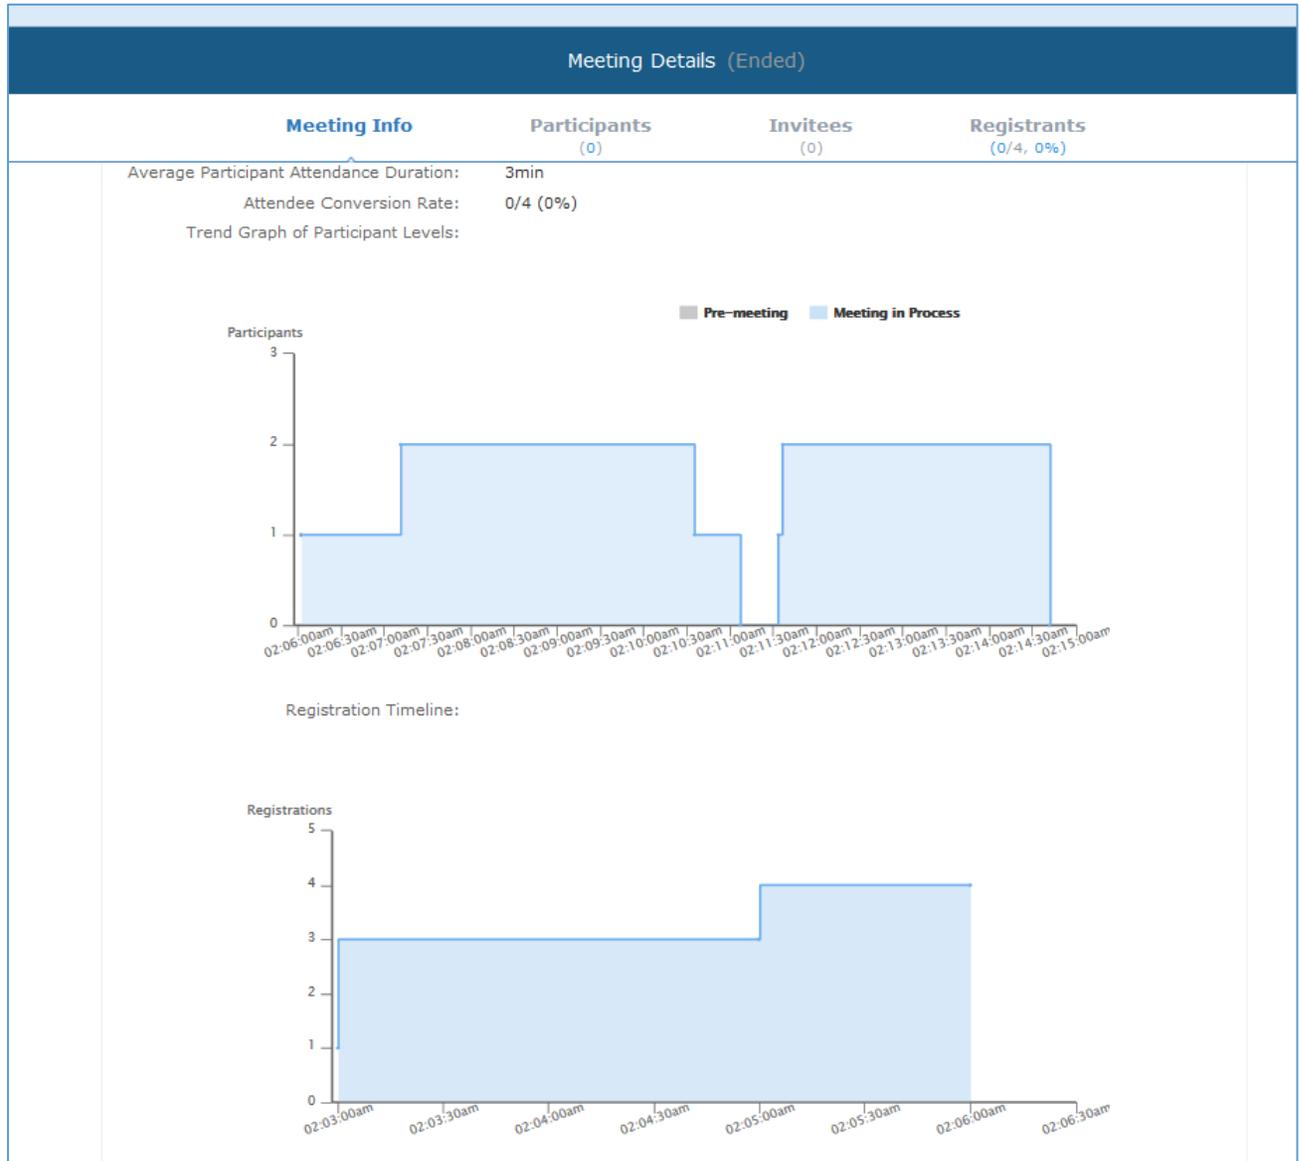 Meeting Details (Ended)
Meeting Info Participants Invitees Registrants
(0) (0) (0/4, 0%)
Average Participant Attendance Duration: 3min
Attendee Conversion Rate: 0/4 (0%)
Trend Graph of Participant Levels:
Pre-meeting Meeting in Process
Participants
3
2
1
0
02:06:00am 02:06:30am 02:07:00am 02:07:30am 02:08:00am 02:08:30am 02:09:00am 02:09:30am 02:10:00am 02:10:30am 02:11:00am 02:11:30am 02:12:00am 02:12:30am 02:13:00am 02:13:30am 02:14:00am 02:14:30am 02:15:00am
Registration Timeline:
Registrations
5
4
3
2
1
0
02:03:00am 02:03:30am 02:04:00am 02:04:30am 02:05:00am 02:05:30am 02:06:00am 02:06:30am